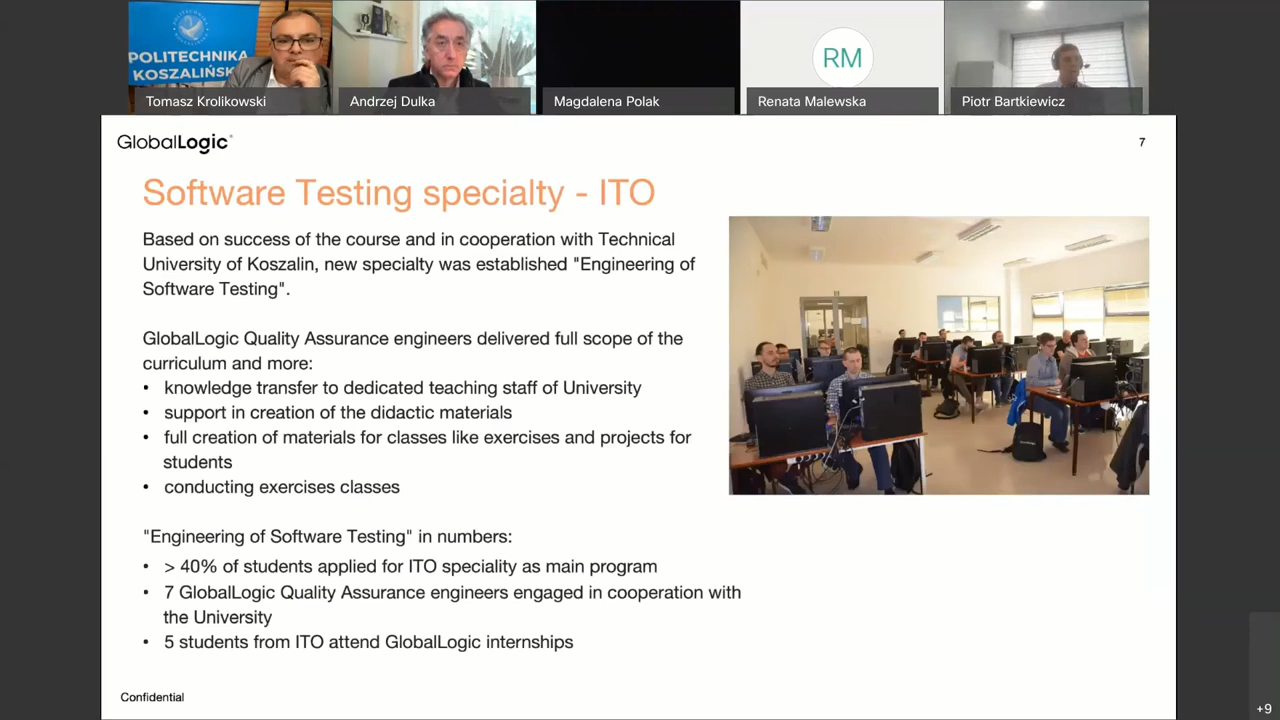 POLITECHNIKA
KOSZALIŃSK
Tomasz Krolikowski
Andrzej Dulka
Magdalena Polak
RM
Renata Malewska
Piotr Bartkiewicz
GlobalLogic
7
Software Testing specialty - ITO
Based on success of the course and in cooperation with Technical
University of Koszalin, new specialty was established "Engineering of
Software Testing".
GlobalLogic Quality Assurance engineers delivered full scope of the
curriculum and more:
• knowledge transfer to dedicated teaching staff of University
• support in creation of the didactic materials
• full creation of materials for classes like exercises and projects for
students
• conducting exercises classes
"Engineering of Software Testing" in numbers:
• > 40% of students applied for ITO speciality as main program
• 7 GlobalLogic Quality Assurance engineers engaged in cooperation with
the University
• 5 students from ITO attend GlobalLogic internships
Confidential
+9